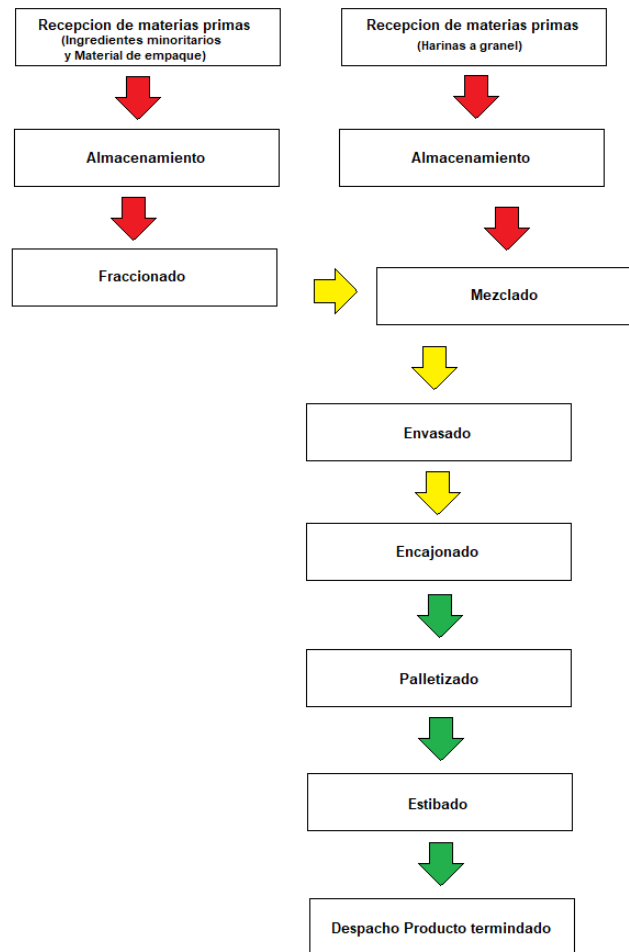 Recepcion de materias primas
(Ingredientes minoritarios
y Material de empaque)
Recepcion de materias primas
(Harinas a granel)
Almacenamiento
Almacenamiento
Fraccionado
Mezclado
Envasado
Encajonado
Palletizado
Estibado
Despacho Producto termindado